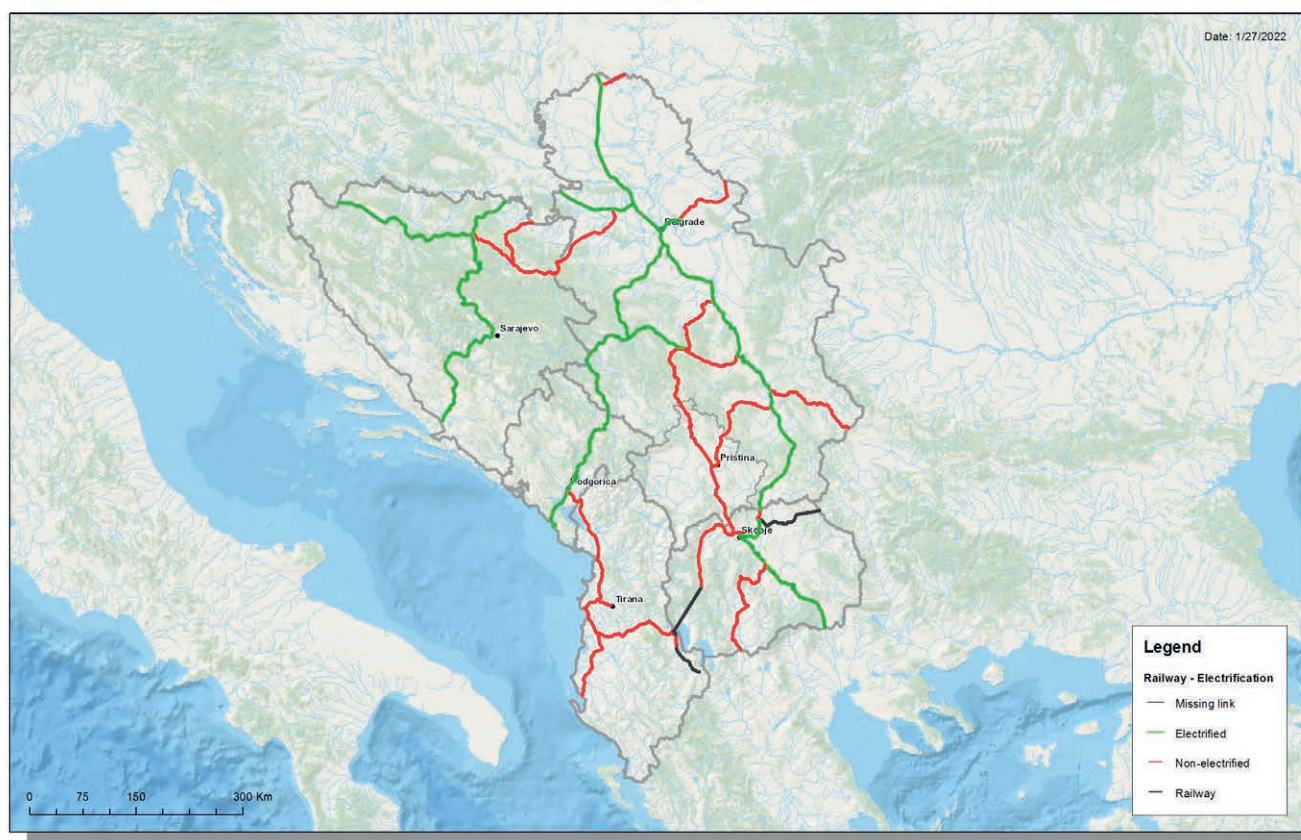 Date: 1/27/2022
Belgrade
Sarajevo
Pristina
Podgorica
Skopje
Tirana
Legend
Railway - Electrification
Missing link
Electrified
Non-electrified
Railway
0 75 150 300 Km